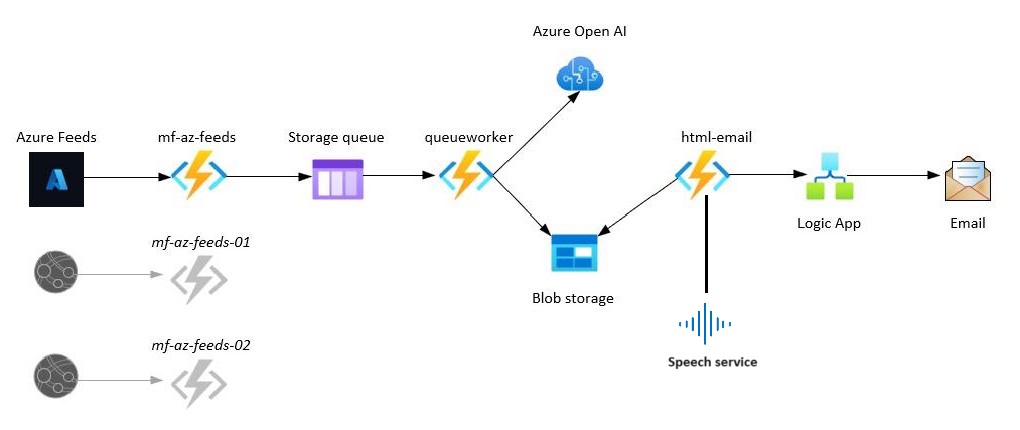 Azure Open AI
Azure Feeds
mf-az-feeds
Storage queue
queueworker
html-email
Logic App
Email
mf-az-feeds-01
Blob storage
mf-az-feeds-02
Speech service